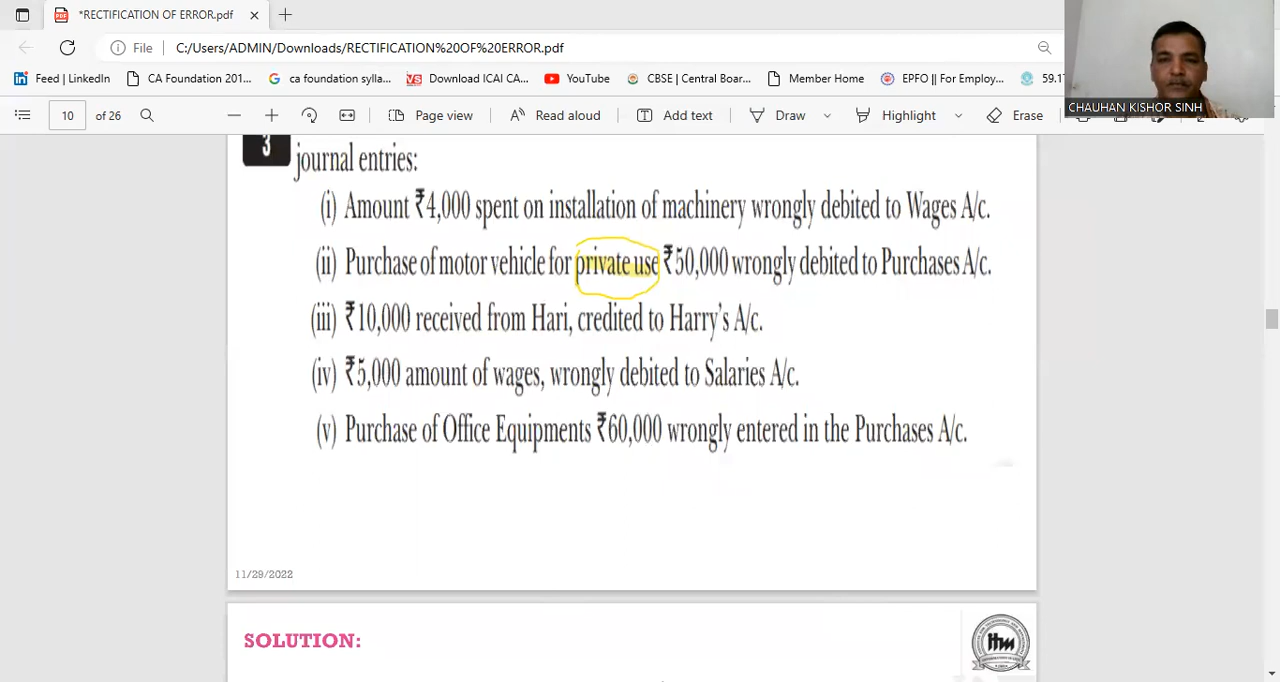 *RECTIFICATION OF ERROR.pdf
File C:/Users/ADMIN/Downloads/RECTIFICATION%20OF%20ERROR.pdf
Feed | LinkedIn CA Foundation 201... ca foundation sylla... Download ICAI CA... YouTube CBSE | Central Boar... Member Home EPFO || For Employ... 59.1
CHAUHAN KISHOR SINH
10 of 26 Page view Read aloud Add text Draw Highlight Erase
3 journal entries:
(i) Amount ₹4,000 spent on installation of machinery wrongly debited to Wages A/c.
(ii) Purchase of motor vehicle for private use ₹50,000 wrongly debited to Purchases A/c.
(iii) ₹10,000 received from Hari, credited to Harry's A/c.
(iv) ₹5,000 amount of wages, wrongly debited to Salaries A/c.
(v) Purchase of Office Equipments ₹60,000 wrongly entered in the Purchases A/c.
11/29/2022
SOLUTION:
itm